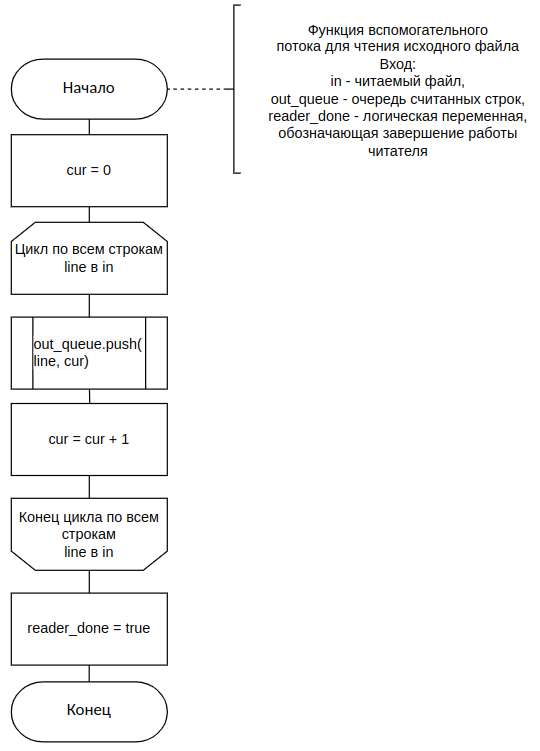 Начало
Функция вспомогательного
потока для чтения исходного файла
Вход:
in - читаемый файл,
out_queue - очередь считанных строк,
reader_done - логическая переменная,
обозначающая завершение работы
читателя
cur = 0
Цикл по всем строкам
line в in
out_queue.push(
line, cur)
cur = cur + 1
Конец цикла по всем
строкам
line в in
reader_done = true
Конец